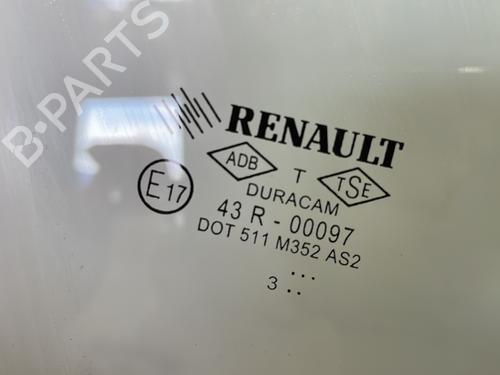 B-PARTS
RENAULT
ADB T TSE
E17
DURACAM
43 R - 00097
DOT 511 M352 AS2
...
3 ..